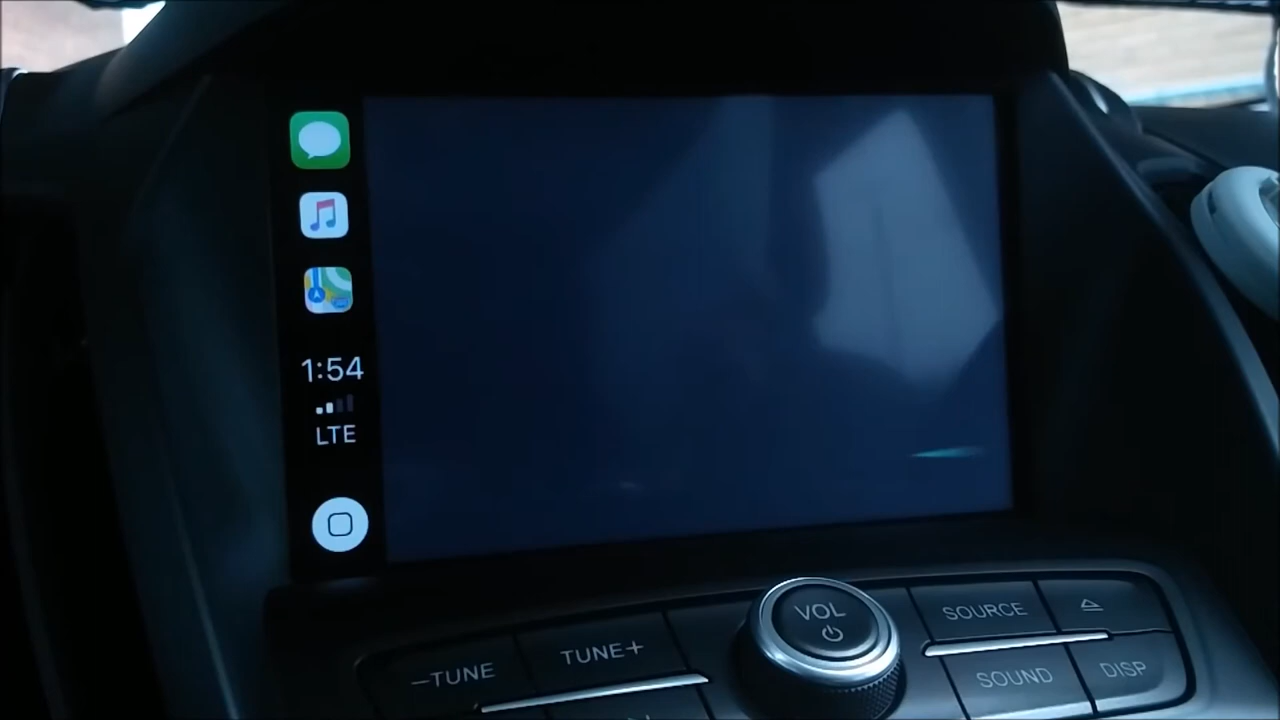 1:54
LTE
VOL
SOURCE
–TUNE
TUNE+
SOUND
DISP